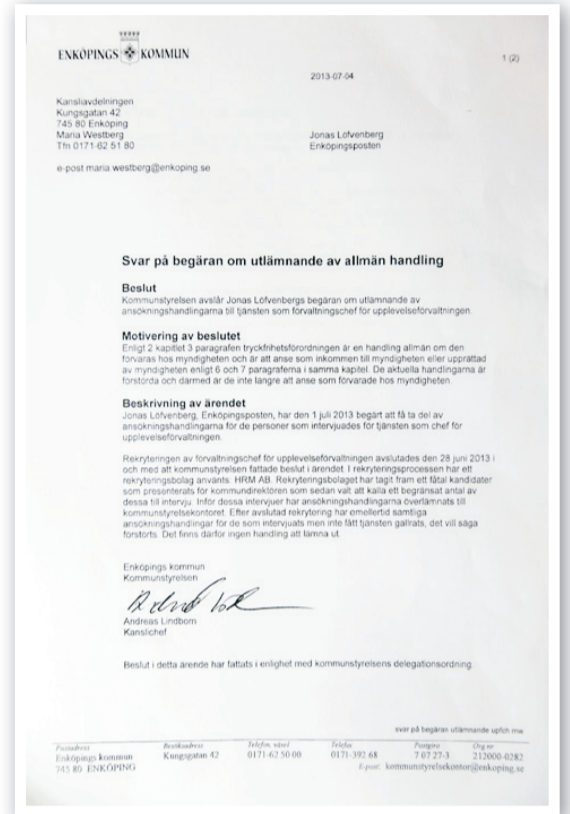 ENKÖPINGS KOMMUN
1 (2)
2013-07-04
Kansliavdelningen
Kungsgatan 42
745 80 Enköping
Maria Westberg
Tfn 0171-62 51 80
Jonas Löfvenberg
Enköpingsposten
e-post maria.westberg@enkoping.se
Svar på begäran om utlämnande av allmän handling
Beslut
Kommunstyrelsen avslår Jonas Löfvenbergs begäran om utlämnande av
ansökningshandlingarna till tjänsten som förvaltningschef för upplevelseförvaltningen.
Motivering av beslutet
Enligt 2 kapitlet 3 paragrafen tryckfrihetsförordningen är en handling allmän om den
förvaras hos myndigheten och är att anse som inkommen till myndigheten eller upprättad
av myndigheten enligt 6 och 7 paragraferna i samma kapitel. De aktuella handlingarna är
förstörda och därmed är de inte längre att anse som förvarade hos myndigheten.
Beskrivning av ärendet
Jonas Löfvenberg, Enköpingsposten, har den 1 juli 2013 begärt att få ta del av
ansökningshandlingarna för de personer som intervjuades för tjänsten som chef för
upplevelseförvaltningen.
Rekryteringen av förvaltningschef för upplevelseförvaltningen avslutades den 28 juni 2013 i
och med att kommunstyrelsen fattade beslut i ärendet. I rekryteringsprocessen har ett
rekryteringsbolag använts: HRM AB. Rekryteringsbolaget har tagit fram ett fåtal kandidater
som presenterats för kommundirektören som sedan valt att kalla ett begränsat antal av
dessa till intervju. Inför dessa intervjuer har ansökningshandlingarna överlämnats till
kommunstyrelsekontoret. Efter avslutad rekrytering har emellertid samtliga
ansökningshandlingar för de som intervjuats men inte fått tjänsten gallrats, det vill säga
förstörts. Det finns därför ingen handling att lämna ut.
Enköpings kommun
Kommunstyrelsen
Andreas Lindbom
Kanslichef
Beslut i detta ärende har fattats i enlighet med kommunstyrelsens delegationsordning.
svar på begäran utlämnande upfch mw
Postadress Besöksadress Telefon, växel Telefax Postgiro Org nr
Enköpings kommun Kungsgatan 42 0171-62 50 00 0171-392 68 7 07 27-3 212000-0282
745 80 ENKÖPING E-post: kommunstyrelsekontor@enkoping.se